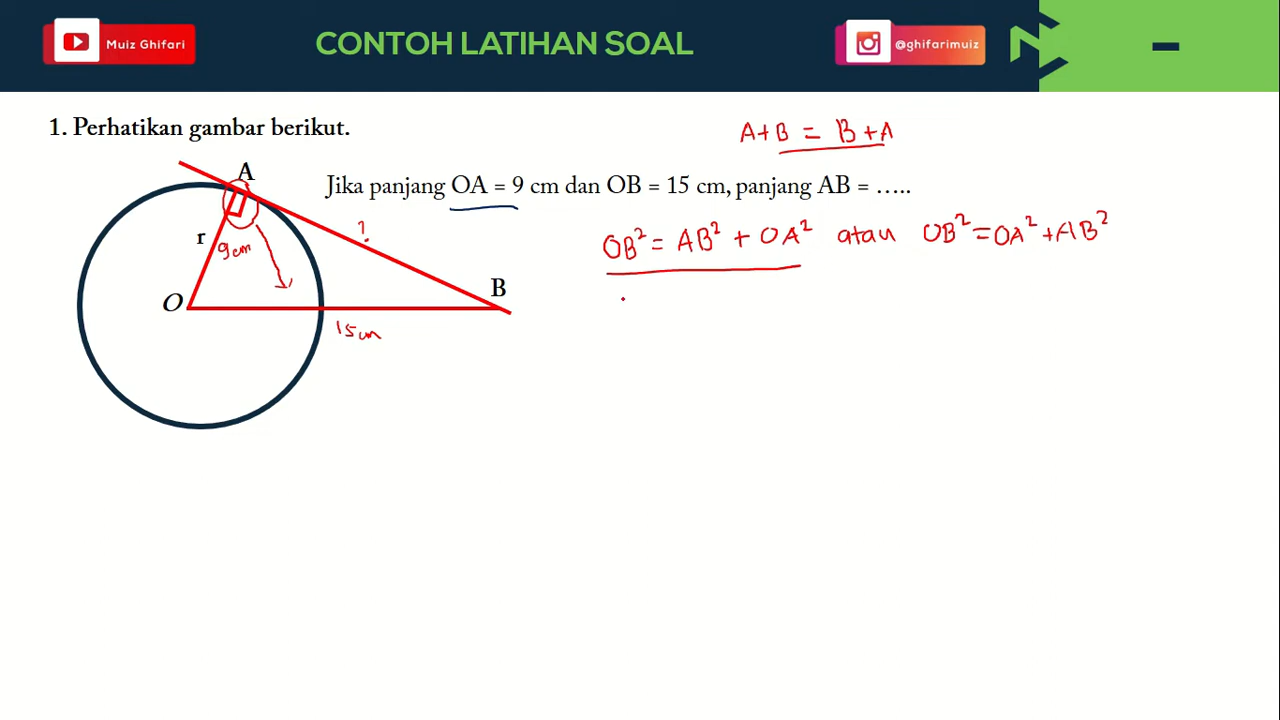 Muiz Ghifari
CONTOH LATIHAN SOAL
@ghifarimuiz
1. Perhatikan gambar berikut.
A+B = B+A
A
Jika panjang OA = 9 cm dan OB = 15 cm, panjang AB = …..
?
r
9cm
OB² = AB² + OA² atau OB² = OA² + AB²
B
O
15cm